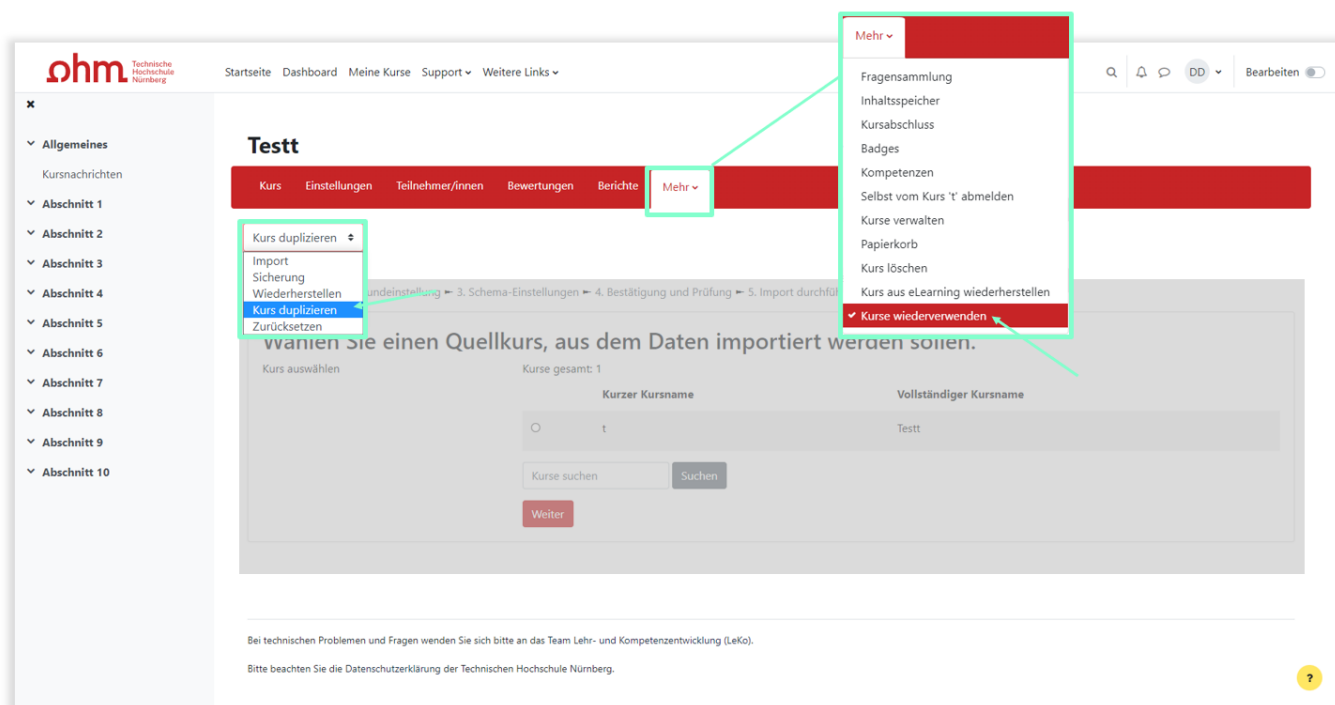 Mehr
ohm Technische
Hochschule
Nürnberg
Startseite Dashboard Meine Kurse Support Weitere Links
DD Bearbeiten
Fragensammlung
Inhaltsspeicher
Kursabschluss
Badges
Kompetenzen
Selbst vom Kurs 't' abmelden
Kurse verwalten
Papierkorb
Kurs löschen
Kurs aus eLearning wiederherstellen
Kurse wiederverwenden
Allgemeines
Kursnachrichten
Abschnitt 1
Abschnitt 2
Abschnitt 3
Abschnitt 4
Abschnitt 5
Abschnitt 6
Abschnitt 7
Abschnitt 8
Abschnitt 9
Abschnitt 10
Testt
Kurs Einstellungen Teilnehmer/innen Bewertungen Berichte Mehr
Kurs duplizieren
Import
Sicherung
Wiederherstellen
Kurs duplizieren
Zurücksetzen
undeinstellung ► 3. Schema-Einstellungen ► 4. Bestätigung und Prüfung ► 5. Import durchfü
Wählen Sie einen Quellkurs, aus dem Daten importiert werden sollen.
Kurs auswählen Kurse gesamt: 1
Kurzer Kursname Vollständiger Kursname
t Testt
Kurse suchen Suchen
Weiter
Bei technischen Problemen und Fragen wenden Sie sich bitte an das Team Lehr- und Kompetenzentwicklung (LeKo).
Bitte beachten Sie die Datenschutzerklärung der Technischen Hochschule Nürnberg.
?